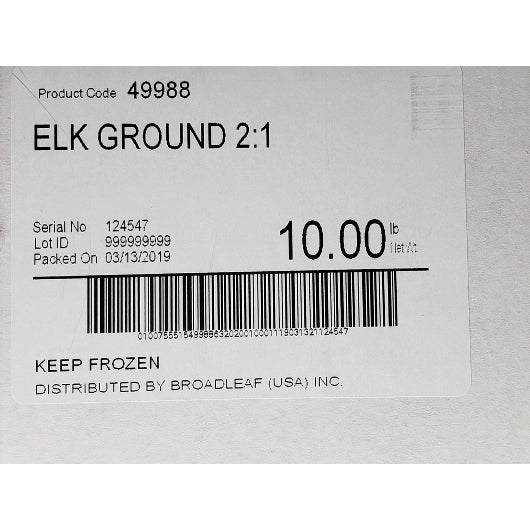 Product Code 49988
ELK GROUND 2:1
Serial No 124547
Lot ID 999999999
Packed On 03/13/2019
10.00 lb
Net
KEEP FROZEN
DISTRIBUTED BY BROADLEAF (USA) INC.